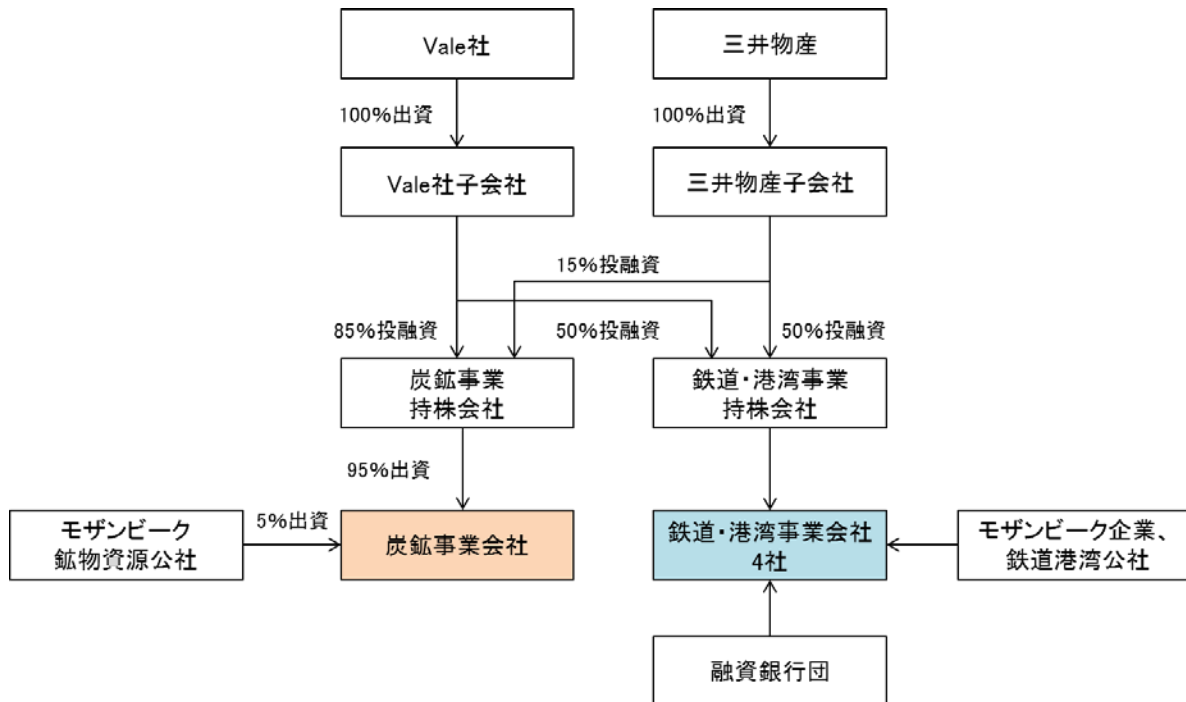 Vale社
三井物産
100%出資
100%出資
Vale社子会社
三井物産子会社
15%投融資
85%投融資
50%投融資
50%投融資
炭鉱事業
持株会社
鉄道・港湾事業
持株会社
95%出資
5%出資
モザンビーク
鉱物資源公社
炭鉱事業会社
鉄道・港湾事業会社
4社
モザンビーク企業、
鉄道港湾公社
融資銀行団